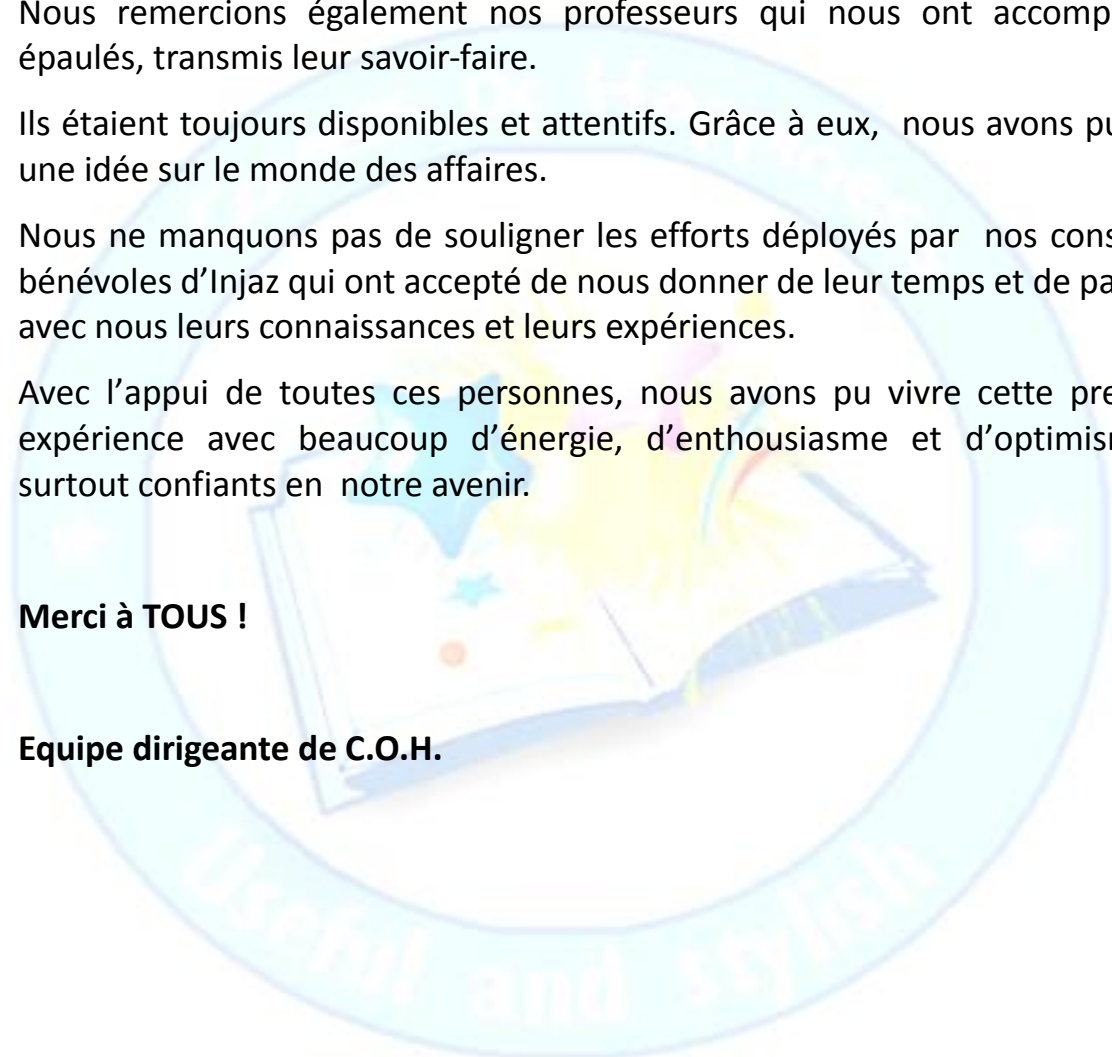 Nous remercions également nos professeurs qui nous ont accomp
épaulés, transmis leur savoir-faire.
Ils étaient toujours disponibles et attentifs. Grâce à eux, nous avons pu
une idée sur le monde des affaires.
Nous ne manquons pas de souligner les efforts déployés par nos cons
bénévoles d’Injaz qui ont accepté de nous donner de leur temps et de pa
avec nous leurs connaissances et leurs expériences.
Avec l’appui de toutes ces personnes, nous avons pu vivre cette pre
expérience avec beaucoup d’énergie, d’enthousiasme et d’optimis
surtout confiants en notre avenir.
Merci à TOUS !
Equipe dirigeante de C.O.H.
Useful and stylish